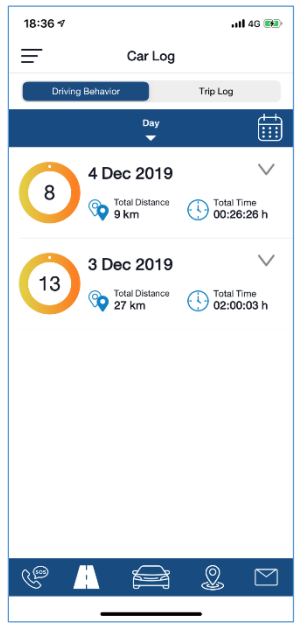 18:36
4G
Car Log
Driving Behavior
Trip Log
Day
8
4 Dec 2019
Total Distance
9 km
Total Time
00:26:26 h
13
3 Dec 2019
Total Distance
27 km
Total Time
02:00:03 h
SOS